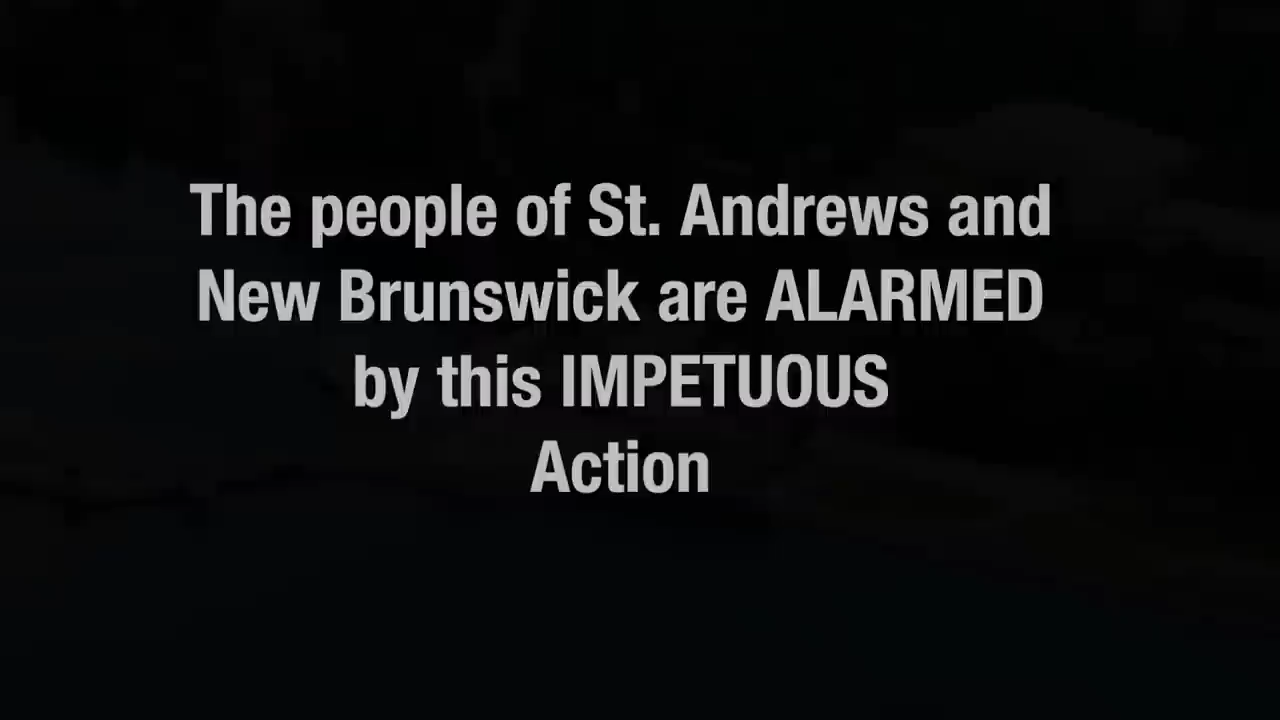 The people of St. Andrews and
New Brunswick are ALARMED
by this IMPETUOUS
Action